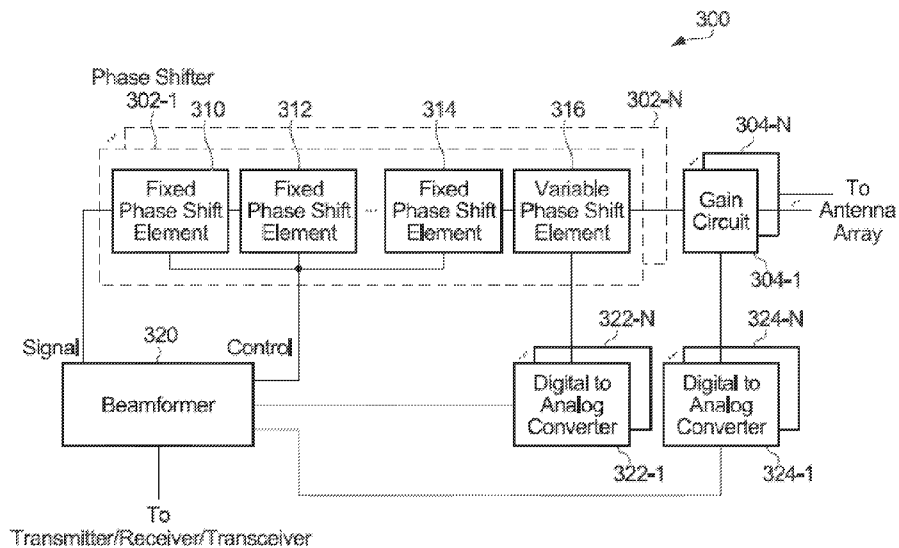 300
Phase Shifter
302-1
310
312
314
316
302-N
304-N
Fixed
Phase Shift
Element
Fixed
Phase Shift
Element
...
Fixed
Phase Shift
Element
Variable
Phase Shift
Element
Gain
Circuit
To
Antenna
Array
304-1
Signal
320
Control
322-N
324-N
Beamformer
Digital to
Analog
Converter
Digital to
Analog
Converter
322-1
324-1
To
Transmitter/Receiver/Transceiver